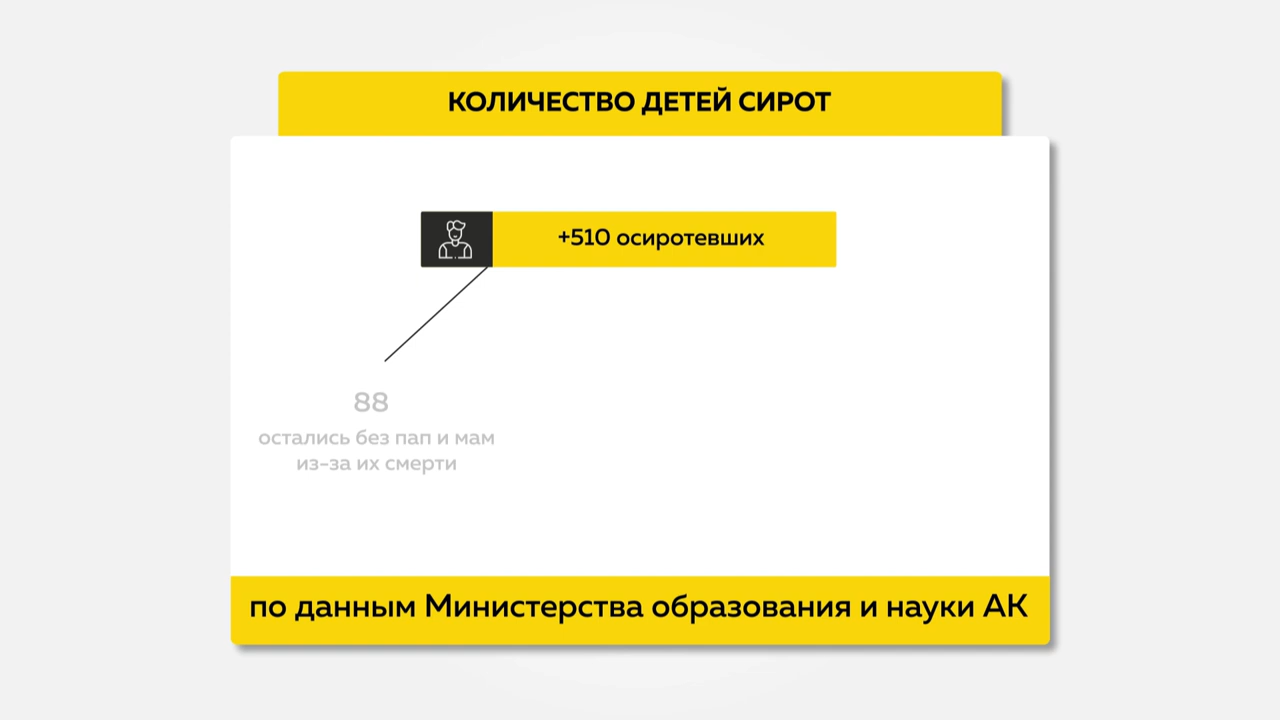 КОЛИЧЕСТВО ДЕТЕЙ СИРОТ
+510 осиротевших
88
остались без пап и мам
из-за их смерти
по данным Министерства образования и науки АК